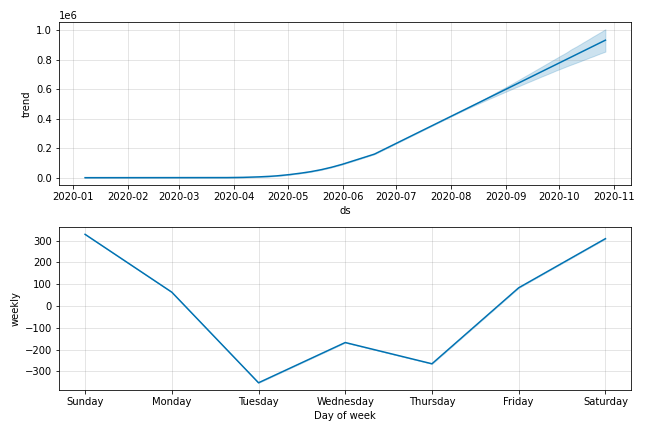 1e6
1.0
0.8
0.6
0.4
0.2
0.0
trend
2020-01 2020-02 2020-03 2020-04 2020-05 2020-06 2020-07 2020-08 2020-09 2020-10 2020-11
ds
300
200
100
0
−100
−200
−300
weekly
Sunday Monday Tuesday Wednesday Thursday Friday Saturday
Day of week